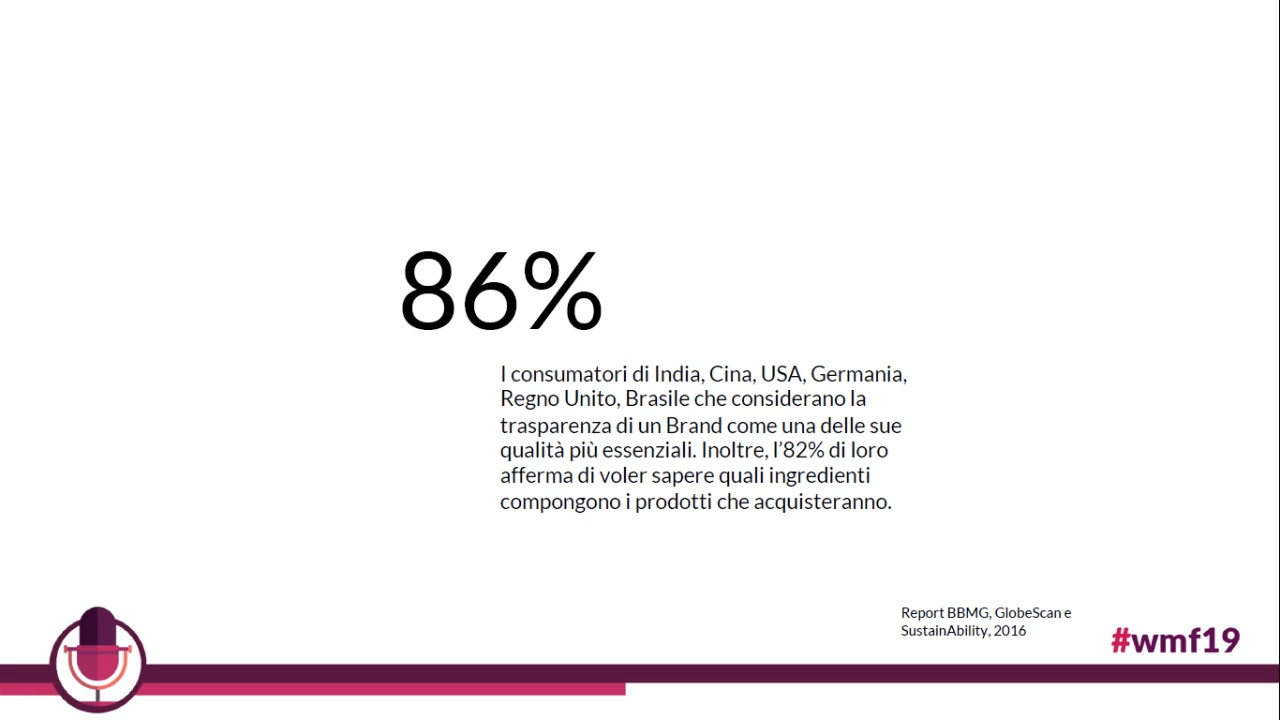 86%
I consumatori di India, Cina, USA, Germania,
Regno Unito, Brasile che considerano la
trasparenza di un Brand come una delle sue
qualità più essenziali. Inoltre, l'82% di loro
afferma di voler sapere quali ingredienti
compongono i prodotti che acquisteranno.
Report BBMG, GlobeScan e
SustainAbility, 2016
#wmf19